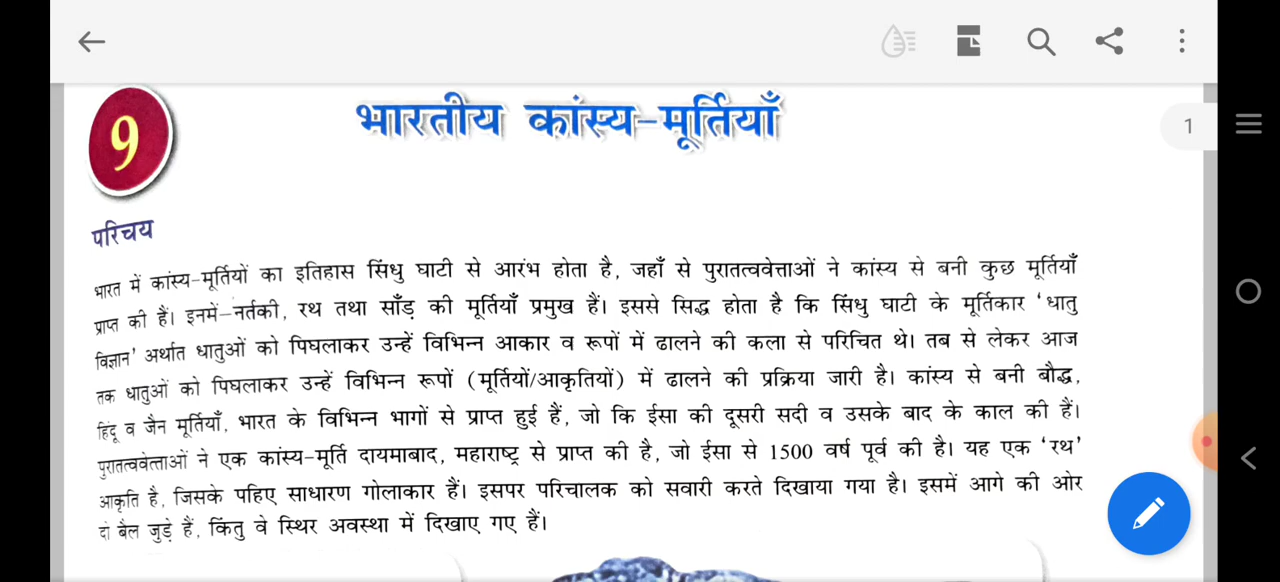 1
9
भारतीय कांस्य-मूर्तियाँ
परिचय
भारत में कांस्य-मूर्तियों का इतिहास सिंधु घाटी से आरंभ होता है, जहाँ से पुरातत्ववेत्ताओं ने कांस्य से बनी कुछ मूर्तियाँ
प्राप्त की हैं। इनमें-नर्तकी, रथ तथा साँड़ की मूर्तियाँ प्रमुख हैं। इससे सिद्ध होता है कि सिंधु घाटी के मूर्तिकार 'धातु
विज्ञान' अर्थात धातुओं को पिघलाकर उन्हें विभिन्न आकार व रूपों में ढालने की कला से परिचित थे। तब से लेकर आज
तक धातुओं को पिघलाकर उन्हें विभिन्न रूपों (मूर्तियों/आकृतियों) में ढालने की प्रक्रिया जारी है। कांस्य से बनी बौद्ध,
हिंदू व जैन मूर्तियाँ, भारत के विभिन्न भागों से प्राप्त हुई हैं, जो कि ईसा की दूसरी सदी व उसके बाद के काल की हैं।
पुरातत्ववेत्ताओं ने एक कांस्य-मूर्ति दायमाबाद, महाराष्ट्र से प्राप्त की है, जो ईसा से 1500 वर्ष पूर्व की है। यह एक 'रथ'
आकृति है, जिसके पहिए साधारण गोलाकार हैं। इसपर परिचालक को सवारी करते दिखाया गया है। इसमें आगे की ओर
दो बैल जुड़े हैं, किंतु वे स्थिर अवस्था में दिखाए गए हैं।